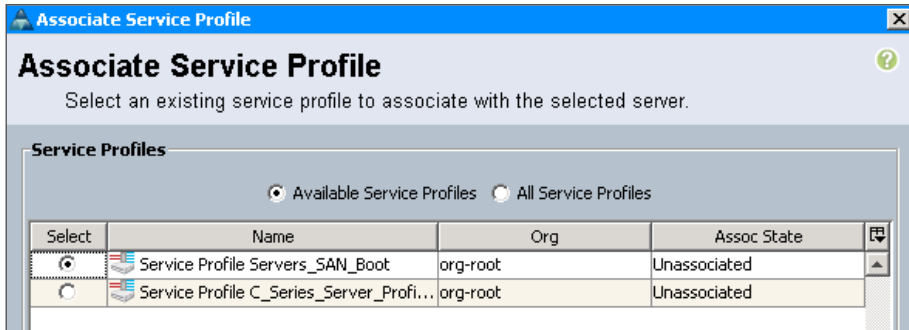 Associate Service Profile
Associate Service Profile
Select an existing service profile to associate with the selected server.
Service Profiles
Available Service Profiles All Service Profiles
Select Name Org Assoc State
Service Profile Servers_SAN_Boot org-root Unassociated
Service Profile C_Series_Server_Profi... org-root Unassociated